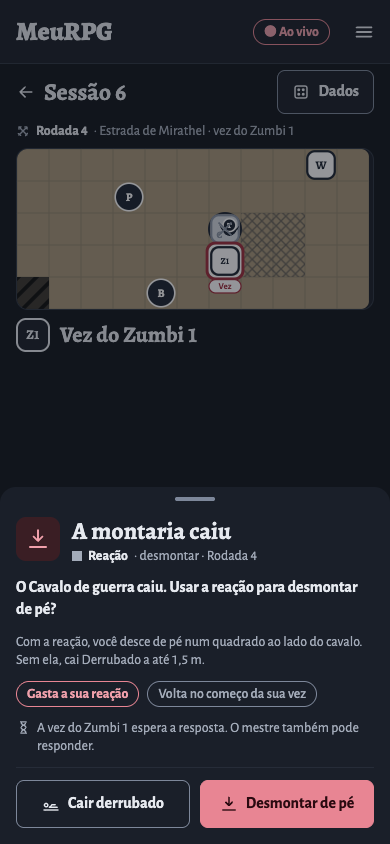 MeuRPG
Ao vivo
Sessão 6
Dados
Rodada 4 · Estrada de Mirathel · vez do Zumbi 1
W
P
Z1
Vez
B
Z1 Vez do Zumbi 1
A montaria caiu
Reação · desmontar · Rodada 4
O Cavalo de guerra caiu. Usar a reação para desmontar
de pé?
Com a reação, você desce de pé num quadrado ao lado do cavalo.
Sem ela, cai Derrubado a até 1,5 m.
Gasta a sua reação
Volta no começo da sua vez
A vez do Zumbi 1 espera a resposta. O mestre também pode
responder.
Cair derrubado
Desmontar de pé